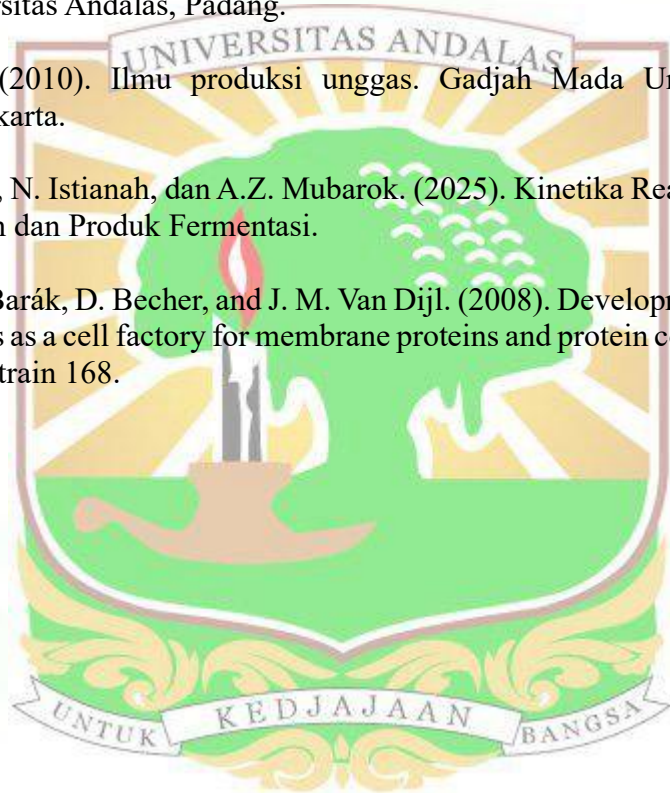 rsitas Andalas, Padang.
UNIVERSITAS ANDALAS
(2010). Ilmu produksi unggas. Gadjah Mada Un
karta.
, N. Istianah, dan A.Z. Mubarok. (2025). Kinetika Rea
n dan Produk Fermentasi.
Barák, D. Becher, and J. M. Van Dijl. (2008). Developm
s as a cell factory for membrane proteins and protein c
train 168.
UNTUK KEDJAJAAN BANGSA